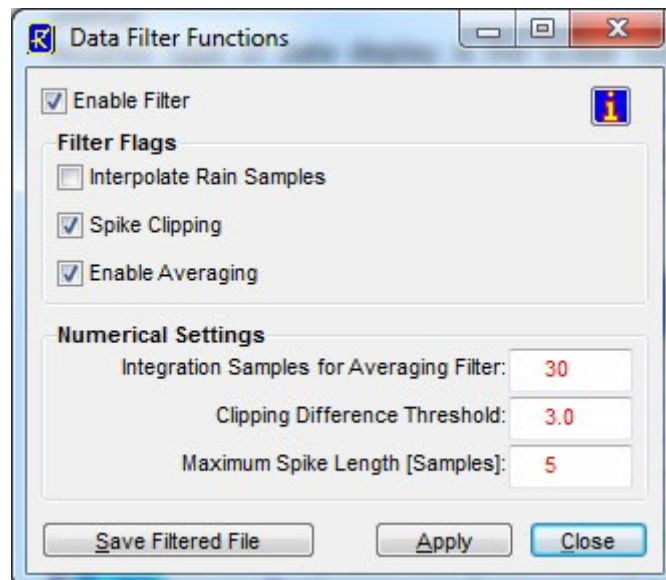 Data Filter Functions
Enable Filter
Filter Flags
Interpolate Rain Samples
Spike Clipping
Enable Averaging
Numerical Settings
Integration Samples for Averaging Filter: 30
Clipping Difference Threshold: 3.0
Maximum Spike Length [Samples]: 5
Save Filtered File Apply Close